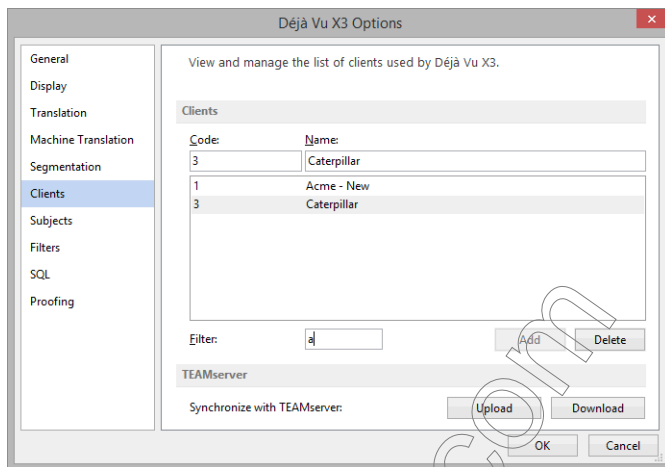 Déjà Vu X3 Options
General
Display
Translation
Machine Translation
Segmentation
Clients
Subjects
Filters
SQL
Proofing
View and manage the list of clients used by Déjà Vu X3.
Clients
Code: Name:
3 Caterpillar
1 Acme - New
3 Caterpillar
Filter: a Add Delete
TEAMserver
Synchronize with TEAMserver: Upload Download
OK Cancel
com